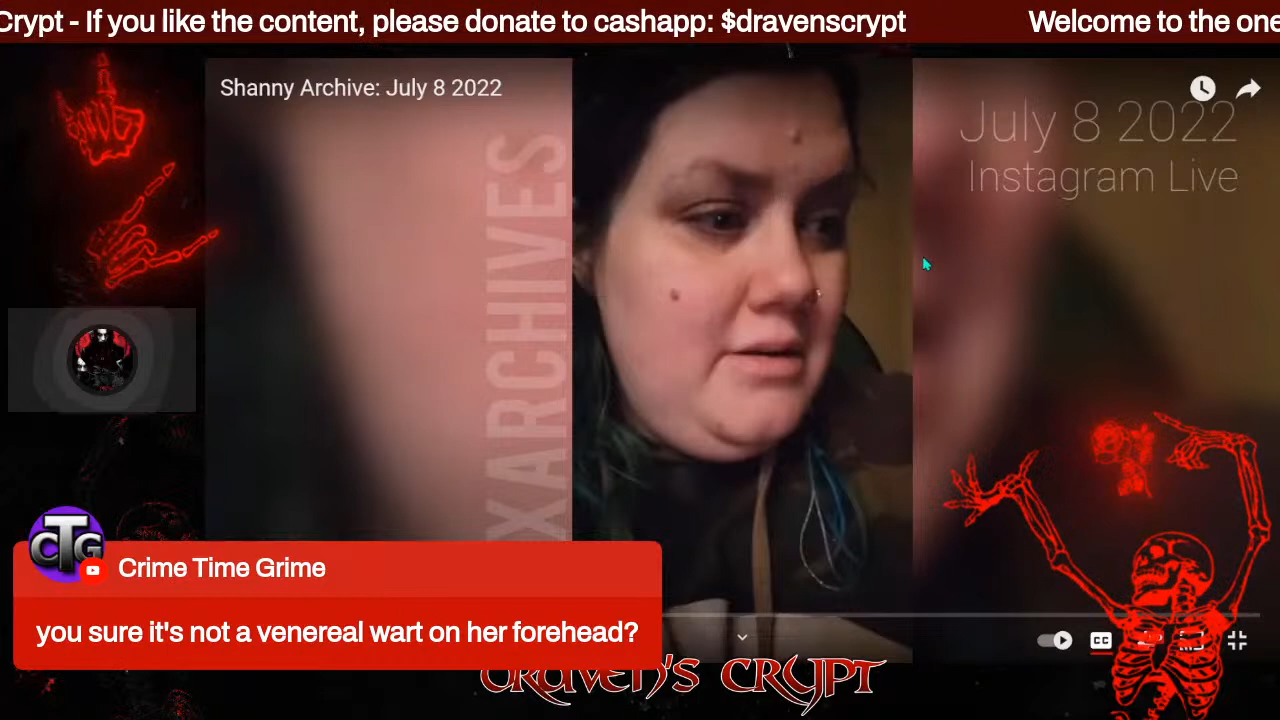 Crypt - If you like the content, please donate to cashapp: $dravenscrypt Welcome to the one
Shanny Archive: July 8 2022
July 8 2022
Instagram Live
XARCHIVES
CTG
Crime Time Grime
you sure it's not a venereal wart on her forehead?
CC
DRAVEN'S CRYPT